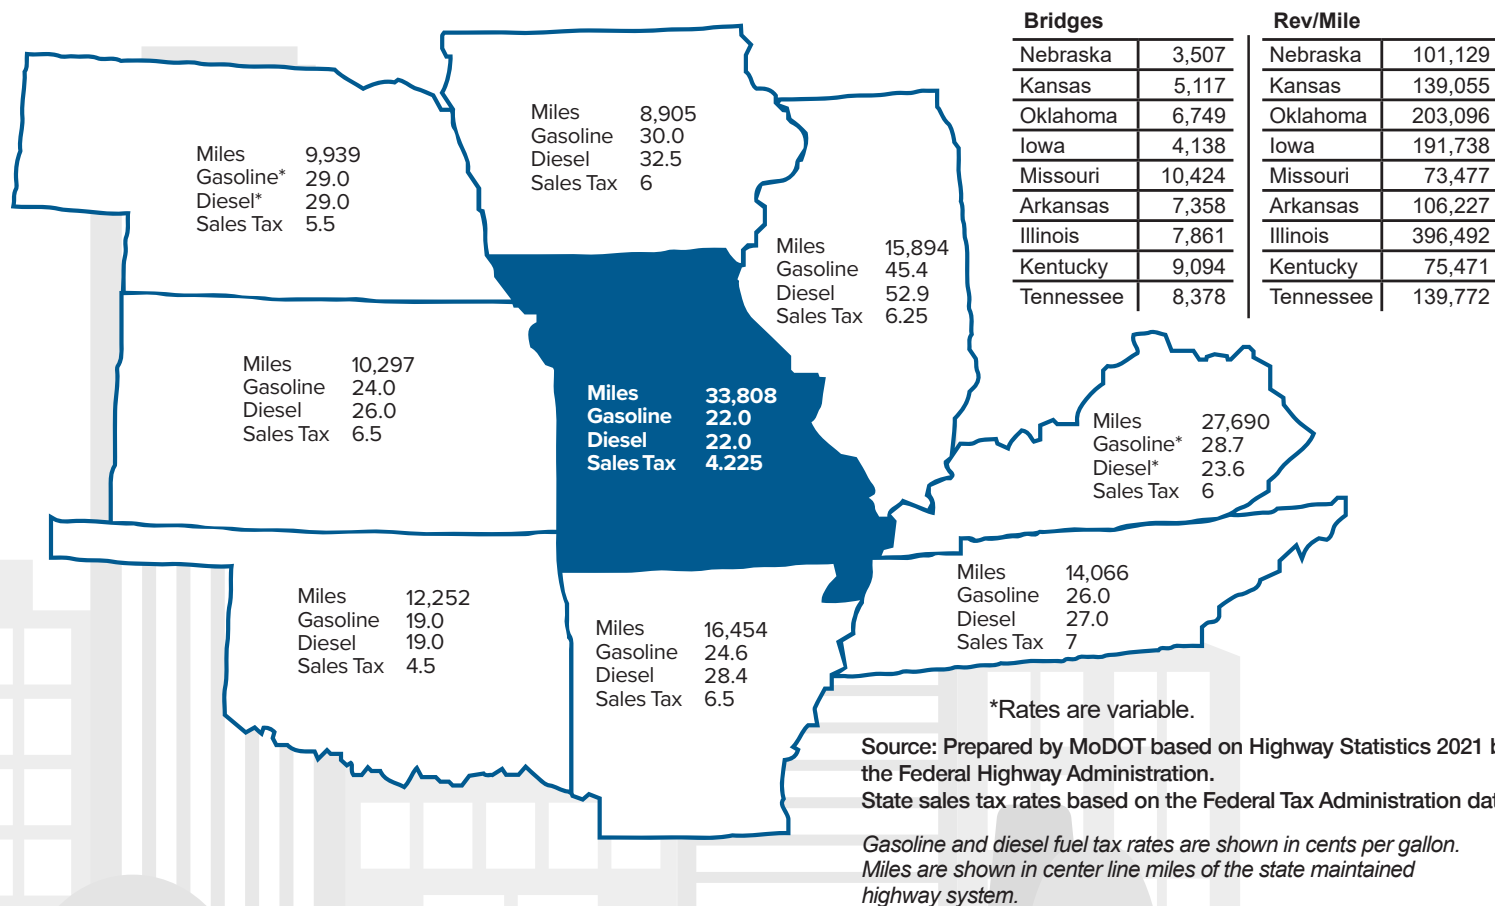 Bridges
Nebraska 3,507
Kansas 5,117
Oklahoma 6,749
Iowa 4,138
Missouri 10,424
Arkansas 7,358
Illinois 7,861
Kentucky 9,094
Tennessee 8,378
Rev/Mile
Nebraska 101,129
Kansas 139,055
Oklahoma 203,096
Iowa 191,738
Missouri 73,477
Arkansas 106,227
Illinois 396,492
Kentucky 75,471
Tennessee 139,772
Miles 9,939
Gasoline* 29.0
Diesel* 29.0
Sales Tax 5.5
Miles 8,905
Gasoline 30.0
Diesel 32.5
Sales Tax 6
Miles 15,894
Gasoline 45.4
Diesel 52.9
Sales Tax 6.25
Miles 10,297
Gasoline 24.0
Diesel 26.0
Sales Tax 6.5
Miles 33,808
Gasoline 22.0
Diesel 22.0
Sales Tax 4.225
Miles 27,690
Gasoline* 28.7
Diesel* 23.6
Sales Tax 6
Miles 12,252
Gasoline 19.0
Diesel 19.0
Sales Tax 4.5
Miles 16,454
Gasoline 24.6
Diesel 28.4
Sales Tax 6.5
Miles 14,066
Gasoline 26.0
Diesel 27.0
Sales Tax 7
*Rates are variable.
Source: Prepared by MoDOT based on Highway Statistics 2021
the Federal Highway Administration.
State sales tax rates based on the Federal Tax Administration
Gasoline and diesel fuel tax rates are shown in cents per gallon.
Miles are shown in center line miles of the state maintained
highway system.